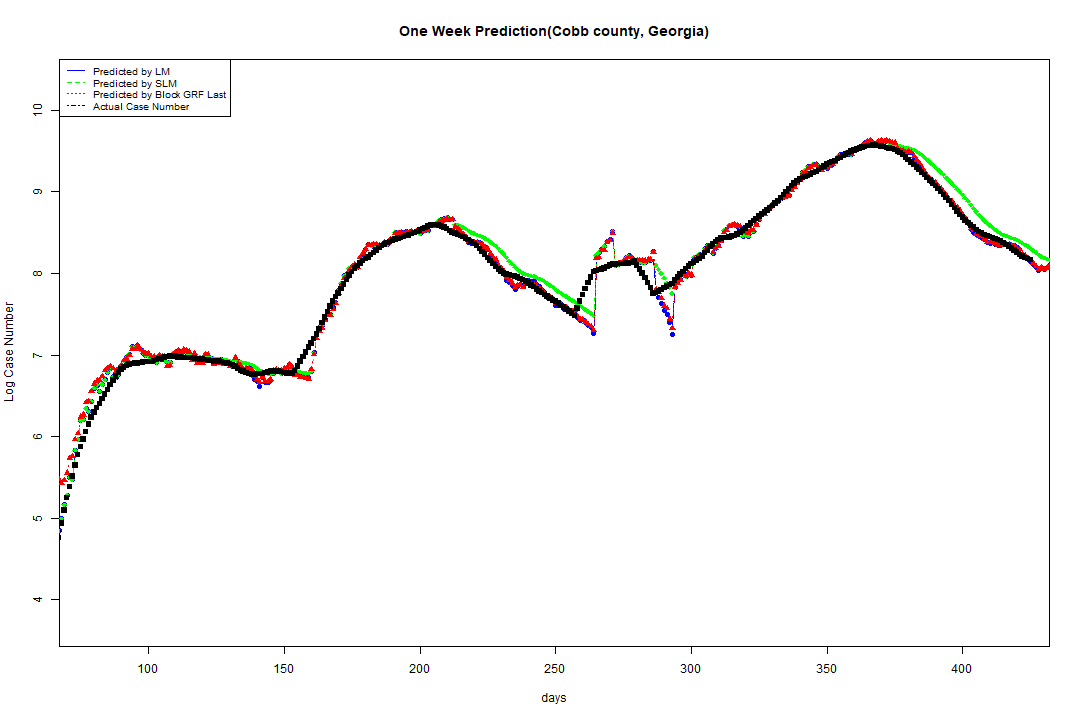 One Week Prediction(Cobb county, Georgia)
Predicted by LM
Predicted by SLM
Predicted by Block GRF Last
Actual Case Number
10
9
8
7
6
5
4
Log Case Number
100 150 200 250 300 350 400
days